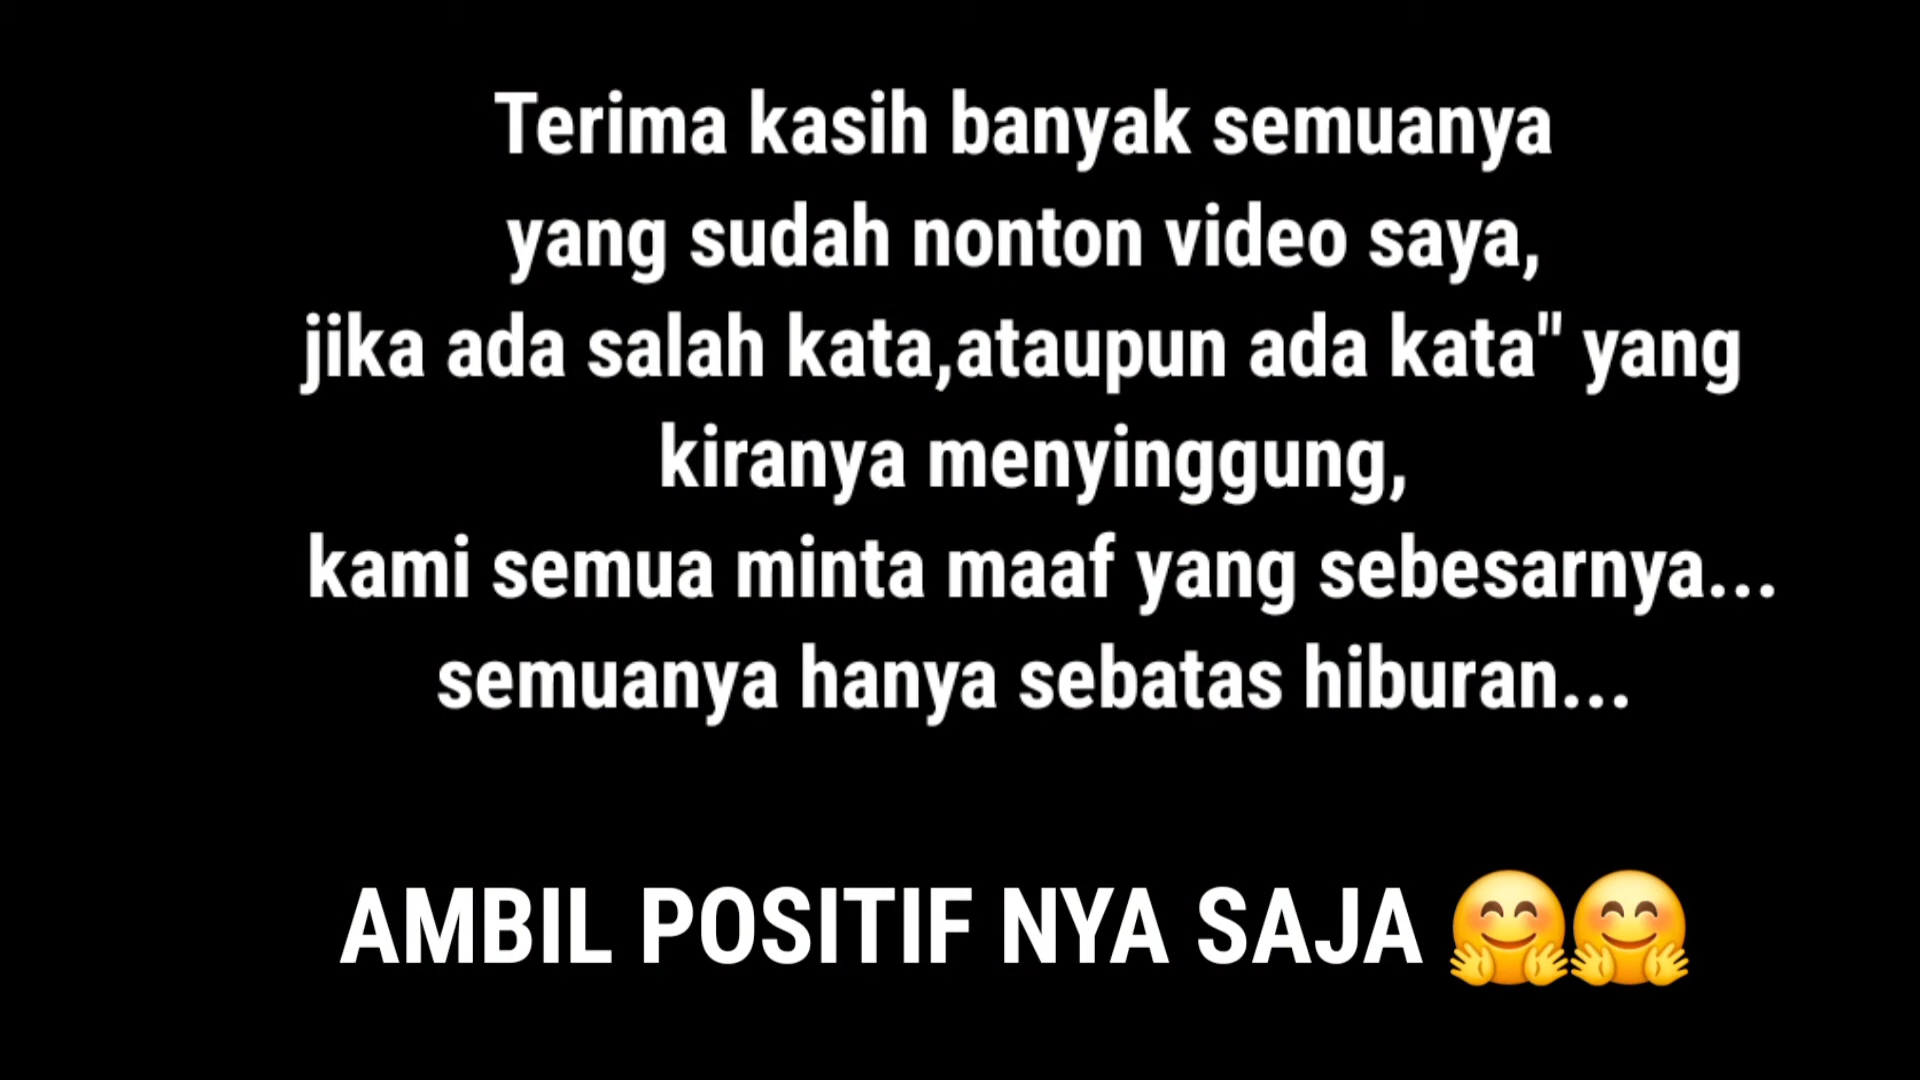 Terima kasih banyak semuanya
yang sudah nonton video saya,
jika ada salah kata,ataupun ada kata" yang
kiranya menyinggung,
kami semua minta maaf yang sebesarnya...
semuanya hanya sebatas hiburan...
AMBIL POSITIF NYA SAJA 🤗🤗